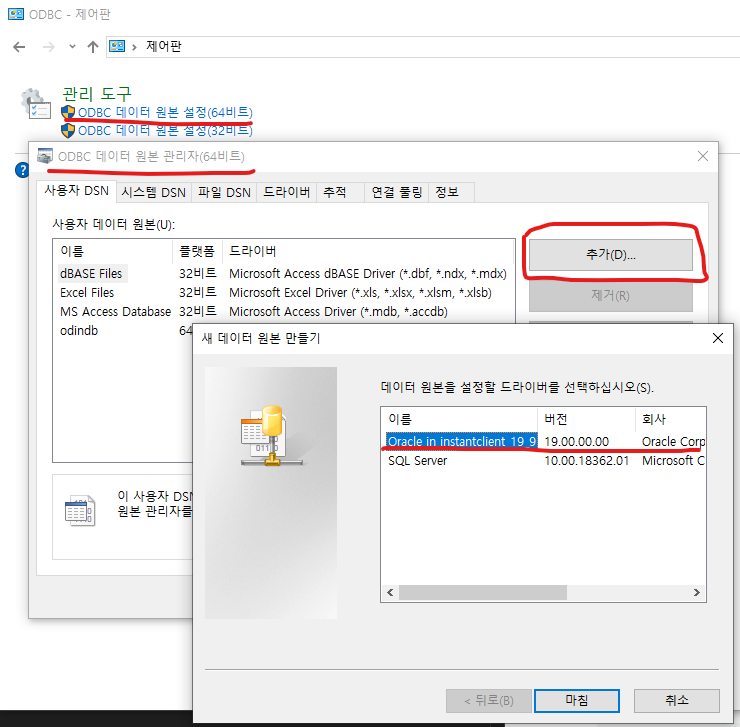 ODBC - 제어판
제어판
관리 도구
ODBC 데이터 원본 설정(64비트)
ODBC 데이터 원본 설정(32비트)
ODBC 데이터 원본 관리자(64비트)
사용자 DSN 시스템 DSN 파일 DSN 드라이버 추적 연결 풀링 정보
사용자 데이터 원본(U):
이름 플랫폼 드라이버
dBASE Files 32비트 Microsoft Access dBASE Driver (*.dbf, *.ndx, *.mdx)
Excel Files 32비트 Microsoft Excel Driver (*.xls, *.xlsx, *.xlsm, *.xlsb)
MS Access Database 32비트 Microsoft Access Driver (*.mdb, *.accdb)
odindb 64
추가(D)...
제거(R)
이 사용자 DSN
원본 관리자를
새 데이터 원본 만들기
데이터 원본을 설정할 드라이버를 선택하십시오(S).
이름 버전 회사
Oracle in instantclient_19_9 19.00.00.00 Oracle Corp
SQL Server 10.00.18362.01 Microsoft C
< 뒤로(B) 마침 취소